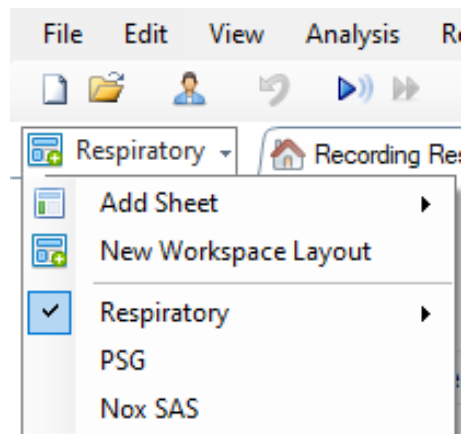 File Edit View Analysis
Respiratory Recording Res
Add Sheet
New Workspace Layout
Respiratory
PSG
Nox SAS